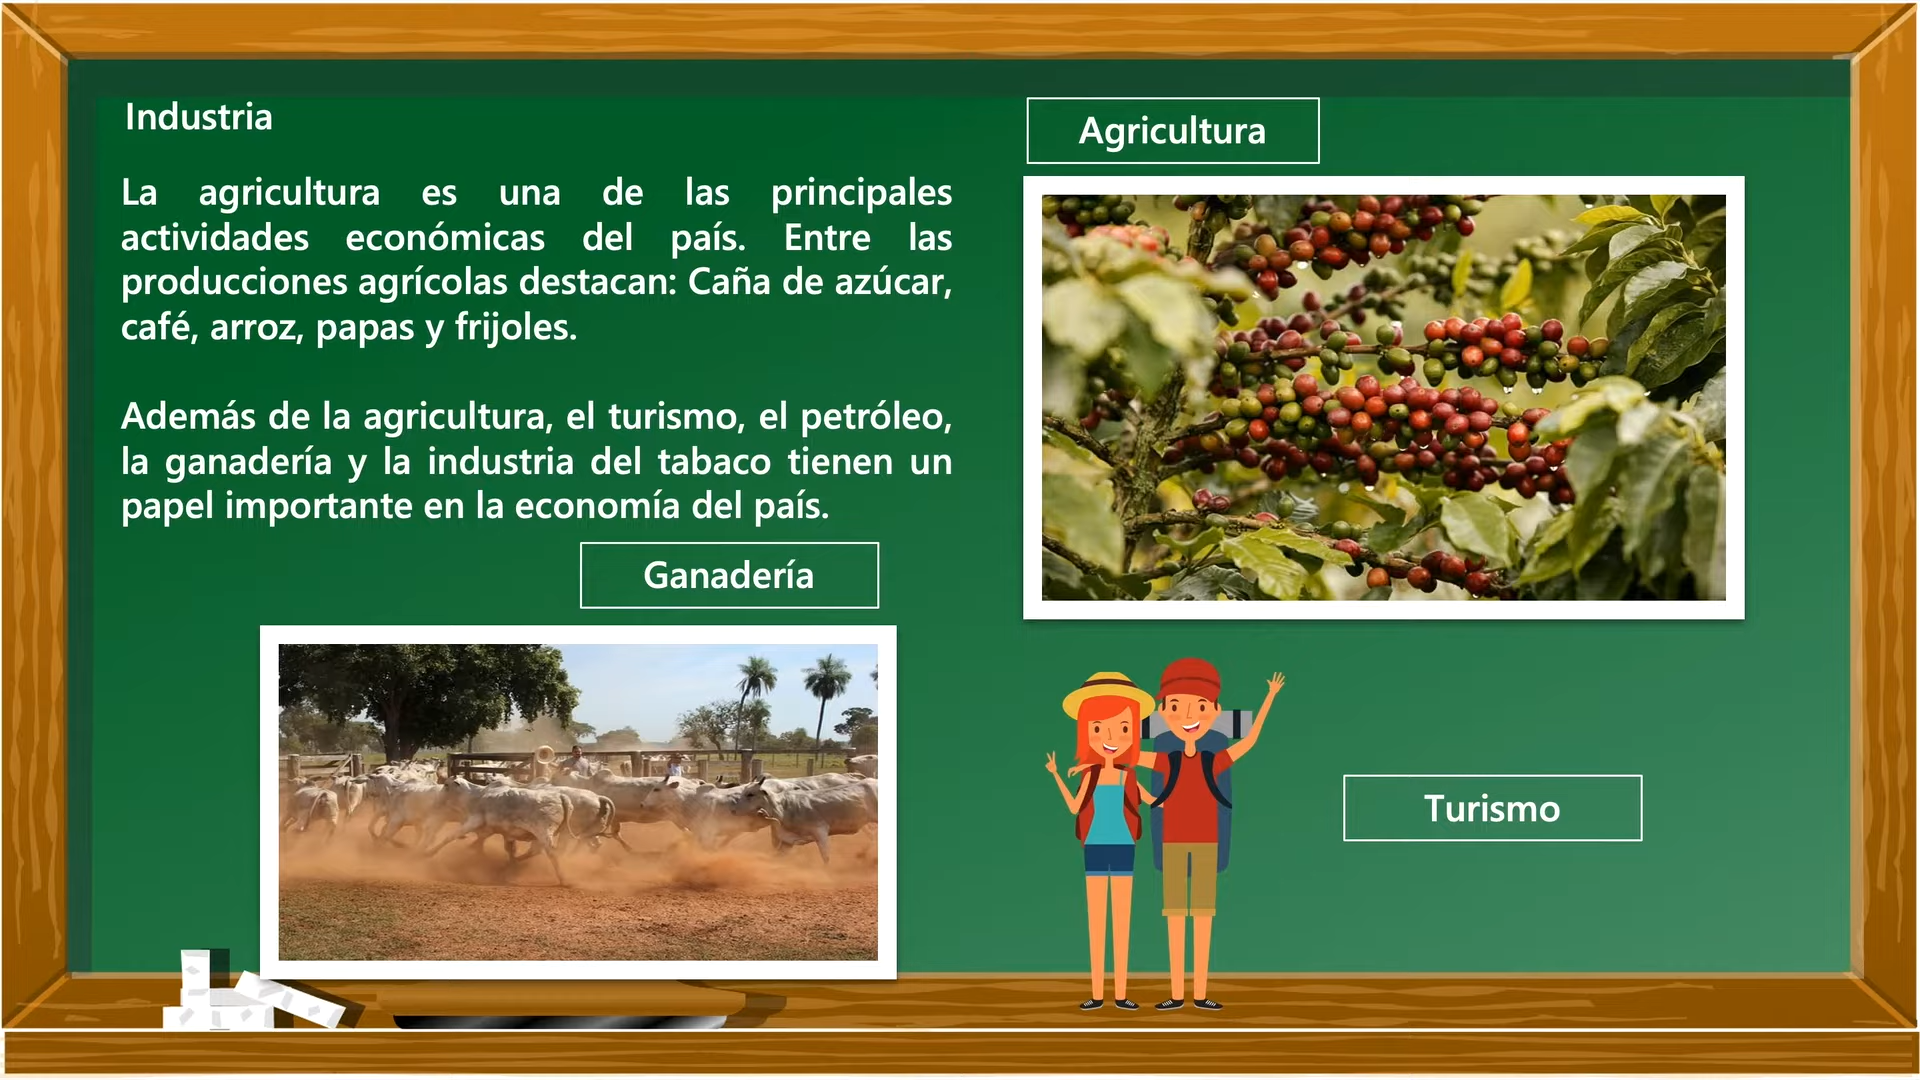 Industria
La agricultura es una de las principales
actividades económicas del país. Entre las
producciones agrícolas destacan: Caña de azúcar,
café, arroz, papas y frijoles.
Además de la agricultura, el turismo, el petróleo,
la ganadería y la industria del tabaco tienen un
papel importante en la economía del país.
Ganadería
Agricultura
Turismo